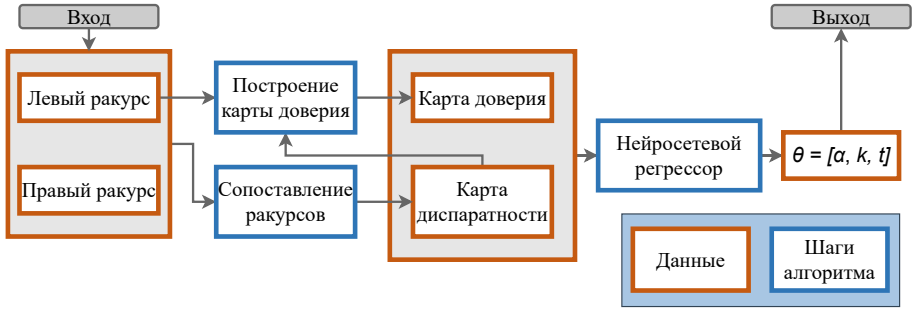 Вход
Выход
Левый ракурс
Правый ракурс
Построение
карты доверия
Сопоставление
ракурсов
Карта доверия
Карта
диспаратности
Нейросетевой
регрессор
θ = [α, k, t]
Данные
Шаги
алгоритма